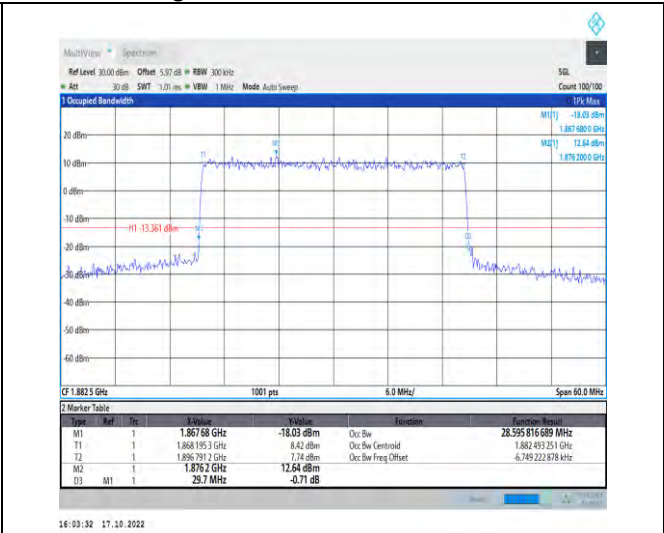 MultiView Spectrum
Ref Level 30.00 dBm Offset 5.97 dB RBW 300 kHz SGL
Att 30 dB SWT 1.01 ms VBW 1 MHz Mode Auto Sweep Count 100/100
1 Occupied Bandwidth 1Pk Max
M1[1] -18.03 dBm
1.867 680 0 GHz
M2[1] 12.64 dBm
1.876 200 0 GHz
20 dBm
T1 M2 T2
10 dBm
0 dBm
-10 dBm
H1 -13.361 dBm M1
D3
-20 dBm
-30 dBm
-40 dBm
-50 dBm
-60 dBm
CF 1.882 5 GHz 1001 pts 6.0 MHz/ Span 60.0 MHz
2 Marker Table
Type Ref Trc X-Value Y-Value Function Function Result
M1 1 1.867 68 GHz -18.03 dBm Occ Bw 28.595 816 689 MHz
T1 1 1.868 195 3 GHz 8.42 dBm Occ Bw Centroid 1.882 493 251 GHz
T2 1 1.896 791 2 GHz 7.74 dBm Occ Bw Freq Offset -6.749 222 878 kHz
M2 1 1.876 2 GHz 12.64 dBm
D3 M1 1 29.7 MHz -0.71 dB
16:03:32 17.10.2022